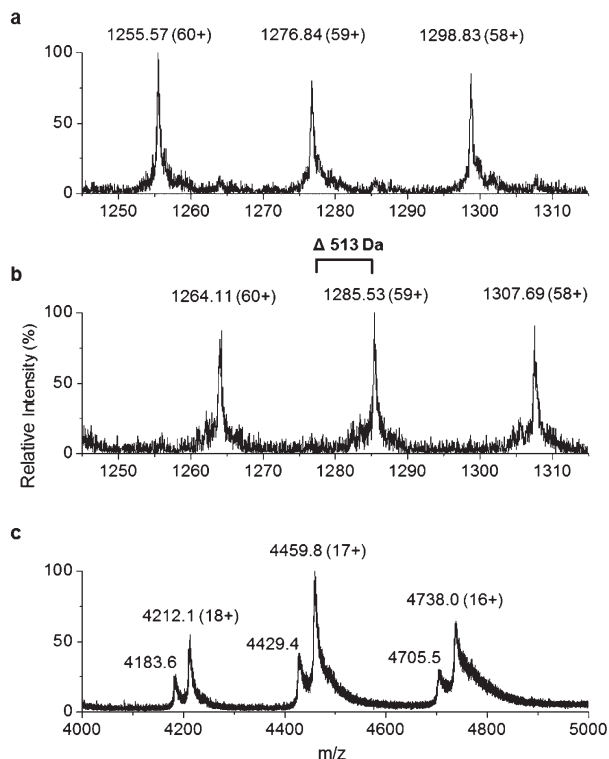 a
1255.57 (60+) 1276.84 (59+) 1298.83 (58+)
100
50
0
1250 1260 1270 1280 1290 1300 1310
Δ 513 Da
b
1264.11 (60+) 1285.53 (59+) 1307.69 (58+)
100
50
0
Relative Intensity (%)
1250 1260 1270 1280 1290 1300 1310
c
4459.8 (17+)
100
4212.1 (18+) 4738.0 (16+)
4183.6 4429.4 4705.5
50
0
4000 4200 4400 4600 4800 5000
m/z